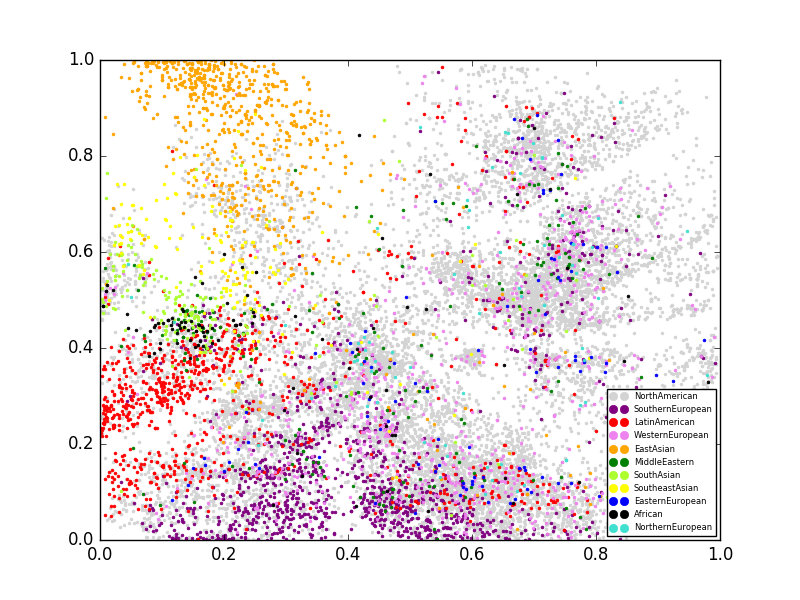 1.0
0.8
0.6
0.4
0.2
0.0
0.0 0.2 0.4 0.6 0.8 1.0
NorthAmerican
SouthernEuropean
LatinAmerican
WesternEuropean
EastAsian
MiddleEastern
SouthAsian
SoutheastAsian
EasternEuropean
African
NorthernEuropean